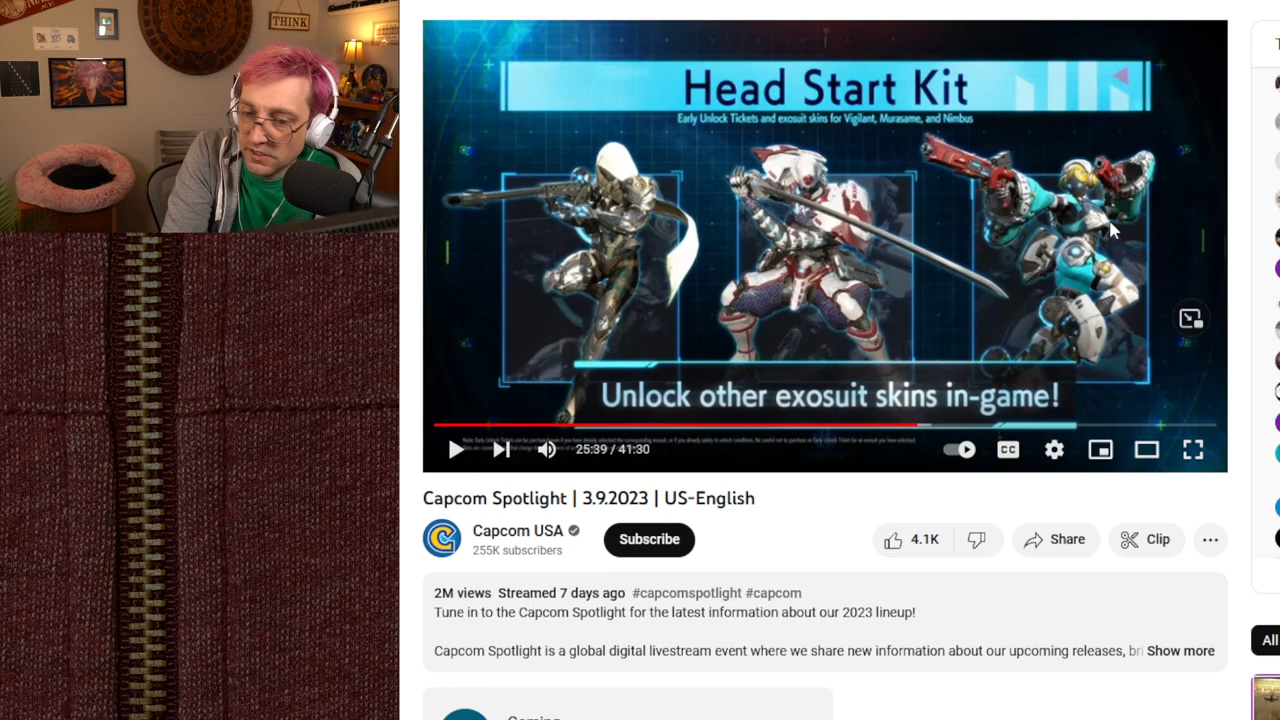 THINK
Head Start Kit
Early Unlock Tickets and exosuit skins for Vigilant, Murasame, and Nimbus
Unlock other exosuit skins in-game!
25:39 / 41:30
CC
Capcom Spotlight | 3.9.2023 | US-English
Capcom USA
255K subscribers
Subscribe
4.1K
Share
Clip
2M views Streamed 7 days ago #capcomspotlight #capcom
Tune in to the Capcom Spotlight for the latest information about our 2023 lineup!
Capcom Spotlight is a global digital livestream event where we share new information about our upcoming releases, bri Show more
All